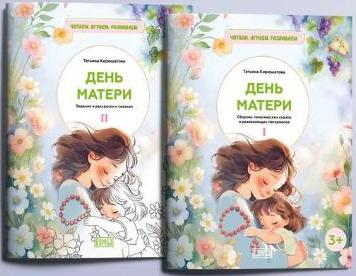 ЧИТАЕМ. ИГРАЕМ. РАЗВИВАЕМ
Татьяна Кирюшатова
ДЕНЬ
МАТЕРИ
Задания и раскраски к сказкам
II
ЧИТАЕМ. ИГРАЕМ. РАЗВИВАЕМ
Татьяна Кирюшатова
ДЕНЬ
МАТЕРИ
Сборник тематических сказок
и развивающих материалов
I
3+